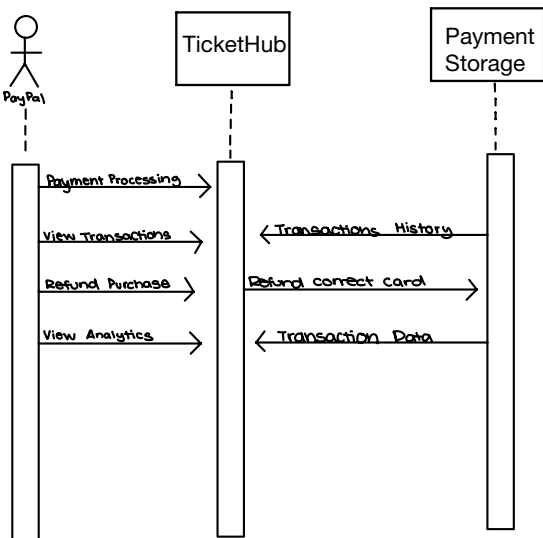 TicketHub
Payment
Storage
PayPal
Payment Processing
View Transactions
Transactions History
Refund Purchase
Refund correct card
View Analytics
Transaction Data